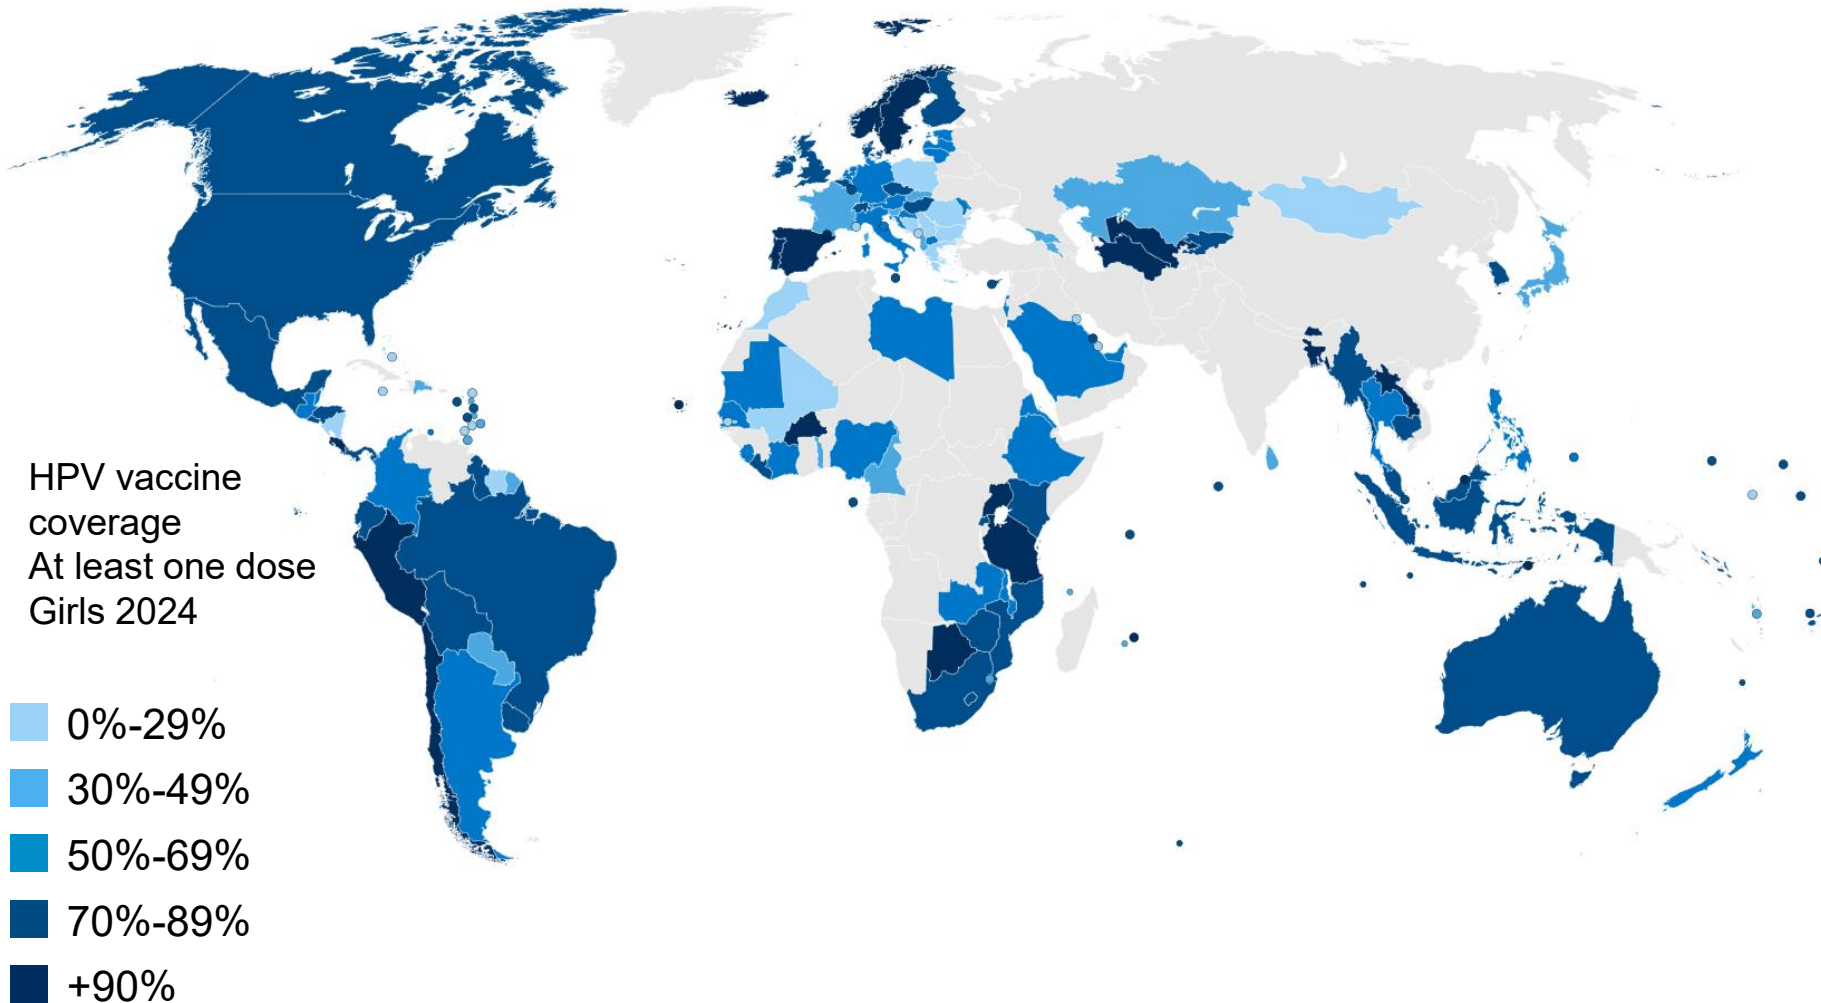 HPV vaccine
coverage
At least one dose
Girls 2024
0%-29%
30%-49%
50%-69%
70%-89%
+90%